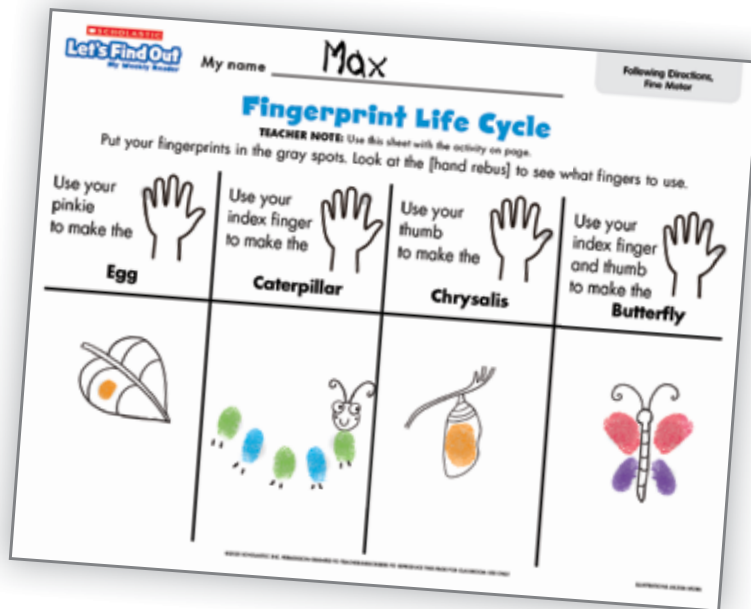 SCHOLASTIC
Let's Find Out
My Weekly Reader
My name Max
Following Directions,
Fine Motor
Fingerprint Life Cycle
TEACHER NOTE: Use this sheet with the activity on page.
Put your fingerprints in the gray spots. Look at the [hand rebus] to see what fingers to use.
Use your
pinkie
to make the
Egg
Use your
index finger
to make the
Caterpillar
Use your
thumb
to make the
Chrysalis
Use your
index finger
and thumb
to make the
Butterfly